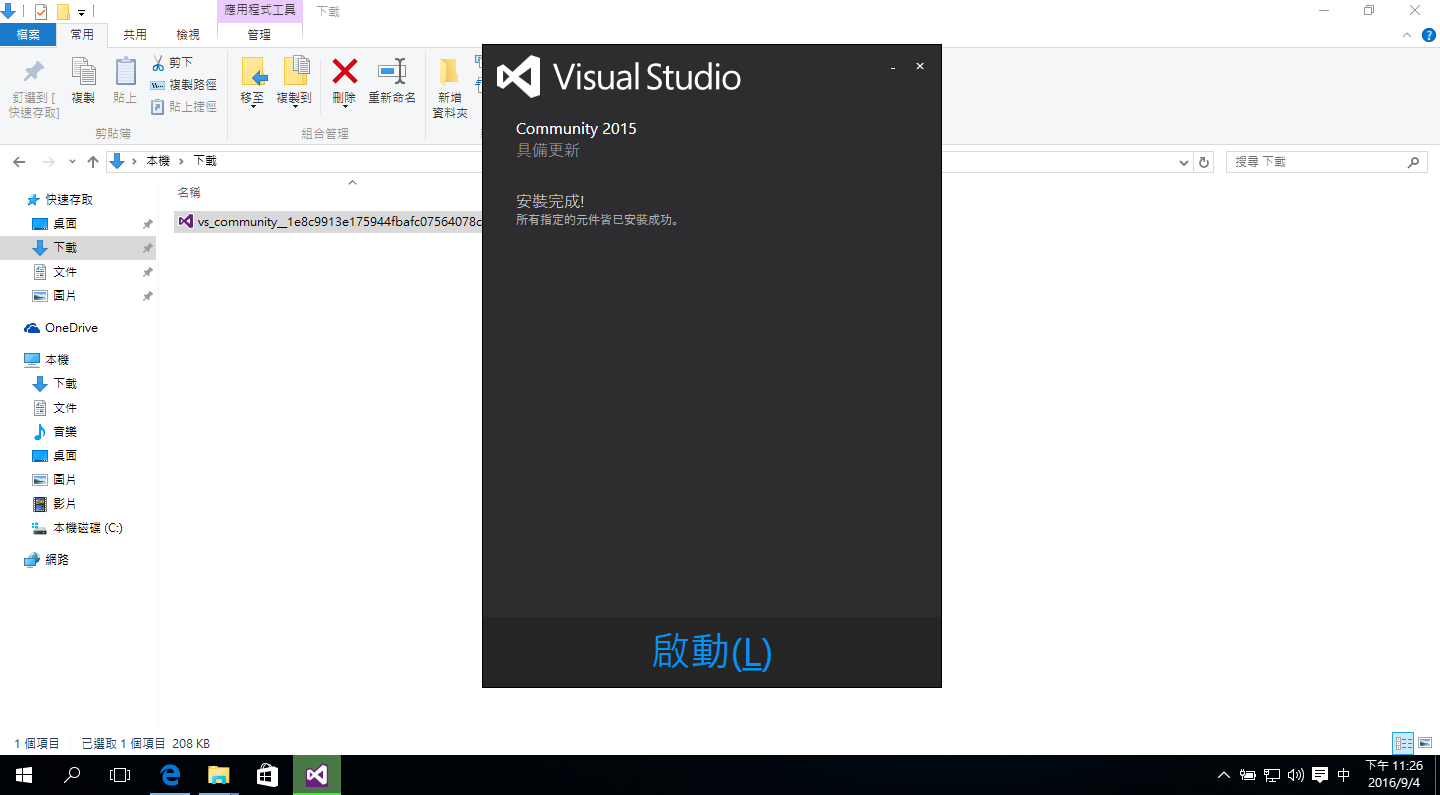 應用程式工具
下載
檔案
常用
共用
檢視
管理
釘選到 [
快速存取]
複製
貼上
剪下
複製路徑
貼上捷徑
剪貼簿
移至
複製到
刪除
重新命名
組合管理
新增
資料夾
本機
下載
搜尋 下載
快速存取
桌面
下載
文件
圖片
OneDrive
本機
下載
文件
音樂
桌面
圖片
影片
本機磁碟 (C:)
網路
名稱
vs_community__1e8c9913e175944fbafc07564078c
Visual Studio
Community 2015
具備更新
安裝完成!
所有指定的元件皆已安裝成功。
啟動(L)
1 個項目
已選取 1 個項目 208 KB
中
下午 11:26
2016/9/4